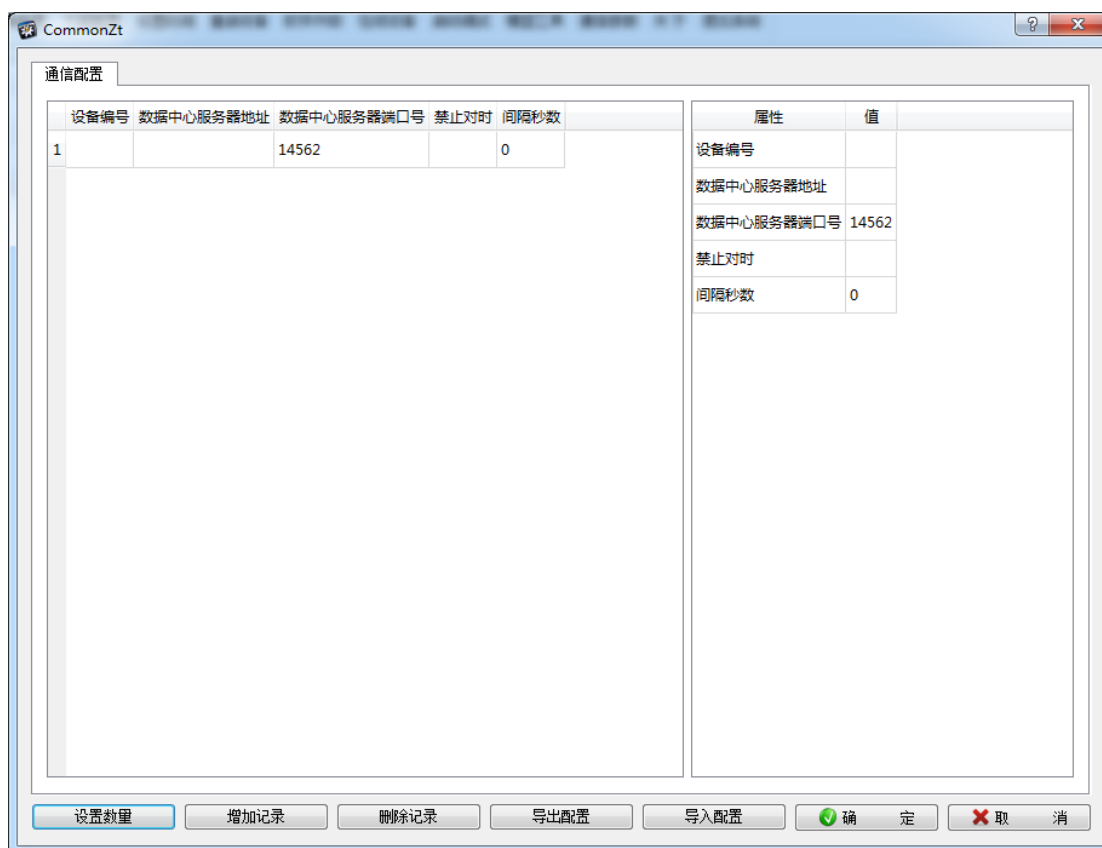 CommonZt
通信配置
设备编号 数据中心服务器地址 数据中心服务器端口号 禁止对时 间隔秒数
1 14562 0
属性 值
设备编号
数据中心服务器地址
数据中心服务器端口号 14562
禁止对时
间隔秒数 0
设置数量 增加记录 删除记录 导出配置 导入配置 确 定 取 消